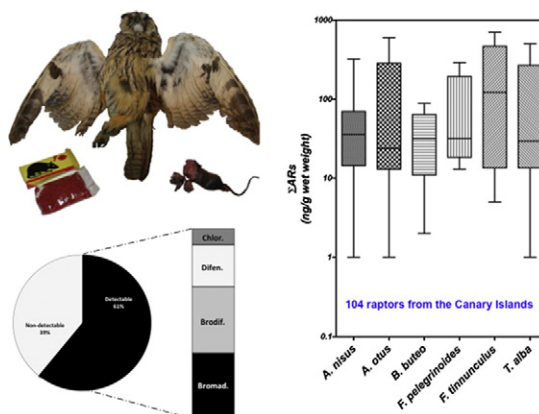 Chlor.
Difen.
Brodif.
Bromad.
Detectable
61%
Non-detectable
39%
ΣARs
(ng/g wet weight)
1000
100
10
1
0.1
104 raptors from the Canary Islands
A. nisus
A. otus
B. buteo
F. pelegrinoides
F. tinnunculus
T. alba